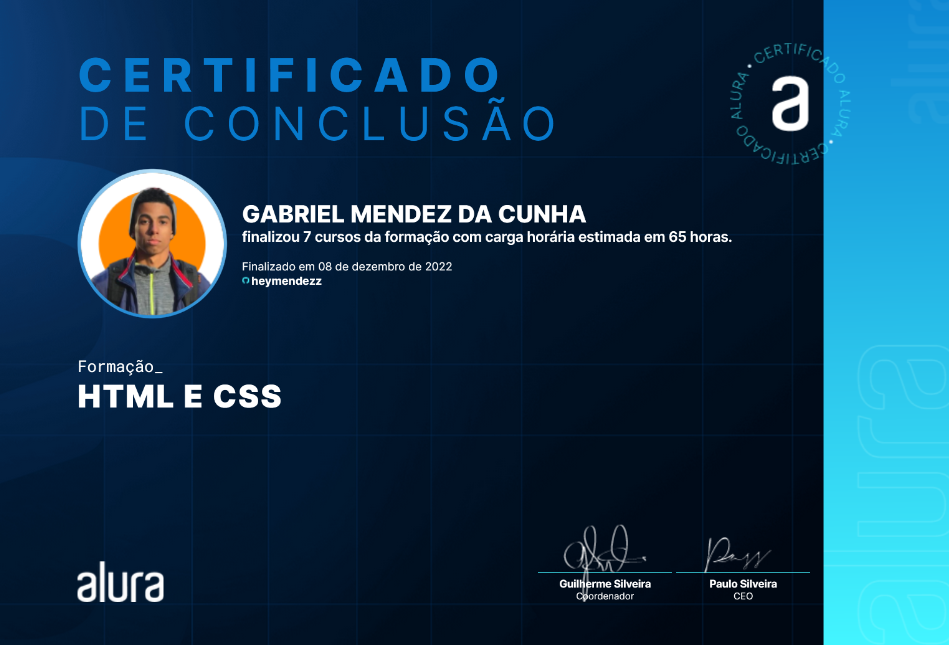 CERTIFICADO
DE CONCLUSÃO
CERTIFICADO ALURA • CERTIFICADO ALURA •
a
GABRIEL MENDEZ DA CUNHA
finalizou 7 cursos da formação com carga horária estimada em 65 horas.
Finalizado em 08 de dezembro de 2022
heymendezz
Formação_
HTML E CSS
alura
Guilherme Silveira
Coordenador
Paulo Silveira
CEO
alura
alura